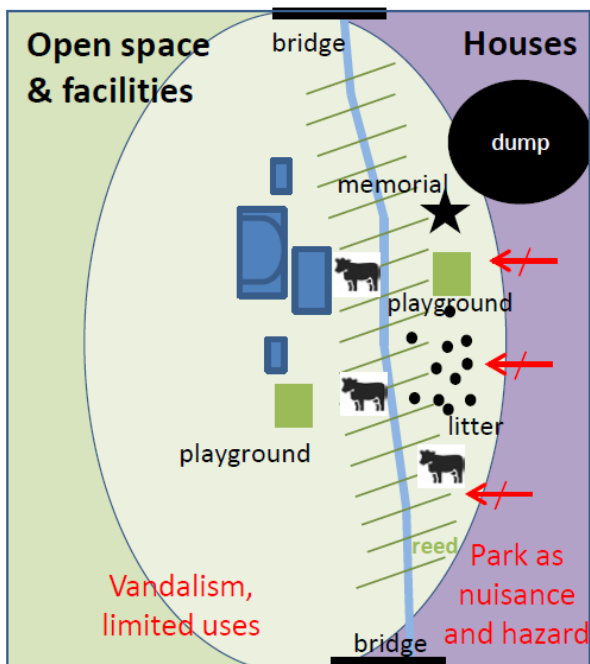 Open space
& facilities
bridge
Houses
dump
memorial
playground
litter
playground
reed
Vandalism,
limited uses
Park as
nuisance
and hazard
bridge